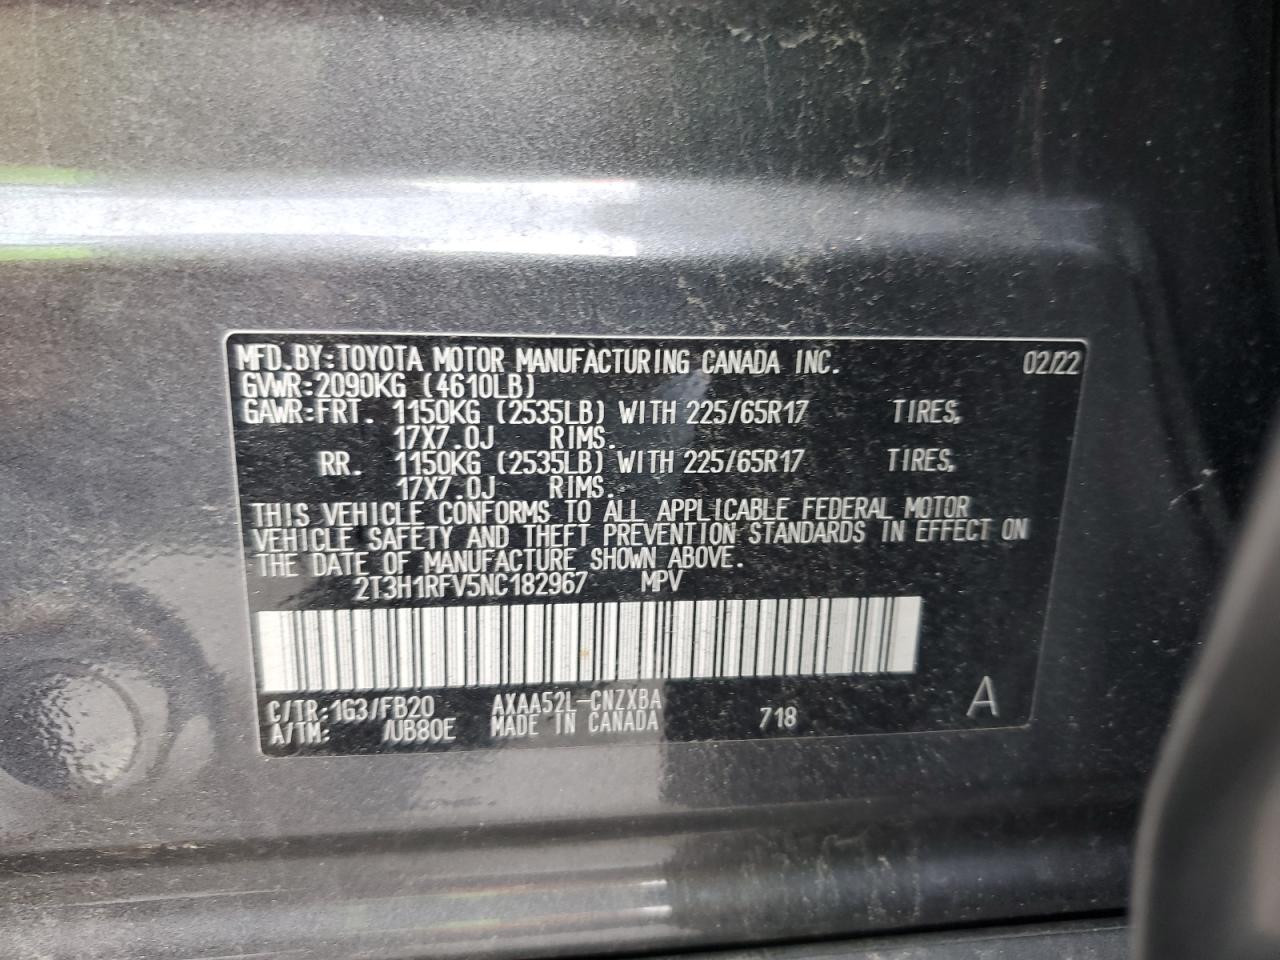 MFD.BY:TOYOTA MOTOR MANUFACTURING CANADA INC. 02/22
GVWR:2090KG (4610LB)
GAWR:FRT. 1150KG (2535LB) WITH 225/65R17 TIRES,
17X7.0J RIMS.
RR. 1150KG (2535LB) WITH 225/65R17 TIRES,
17X7.0J RIMS.
THIS VEHICLE CONFORMS TO ALL APPLICABLE FEDERAL MOTOR
VEHICLE SAFETY AND THEFT PREVENTION STANDARDS IN EFFECT ON
THE DATE OF MANUFACTURE SHOWN ABOVE.
2T3H1RFV5NC182967 MPV
C/TR:1G3/FB20 AXAA52L-CNZXBA
A/TM: /UB80E MADE IN CANADA 718 A